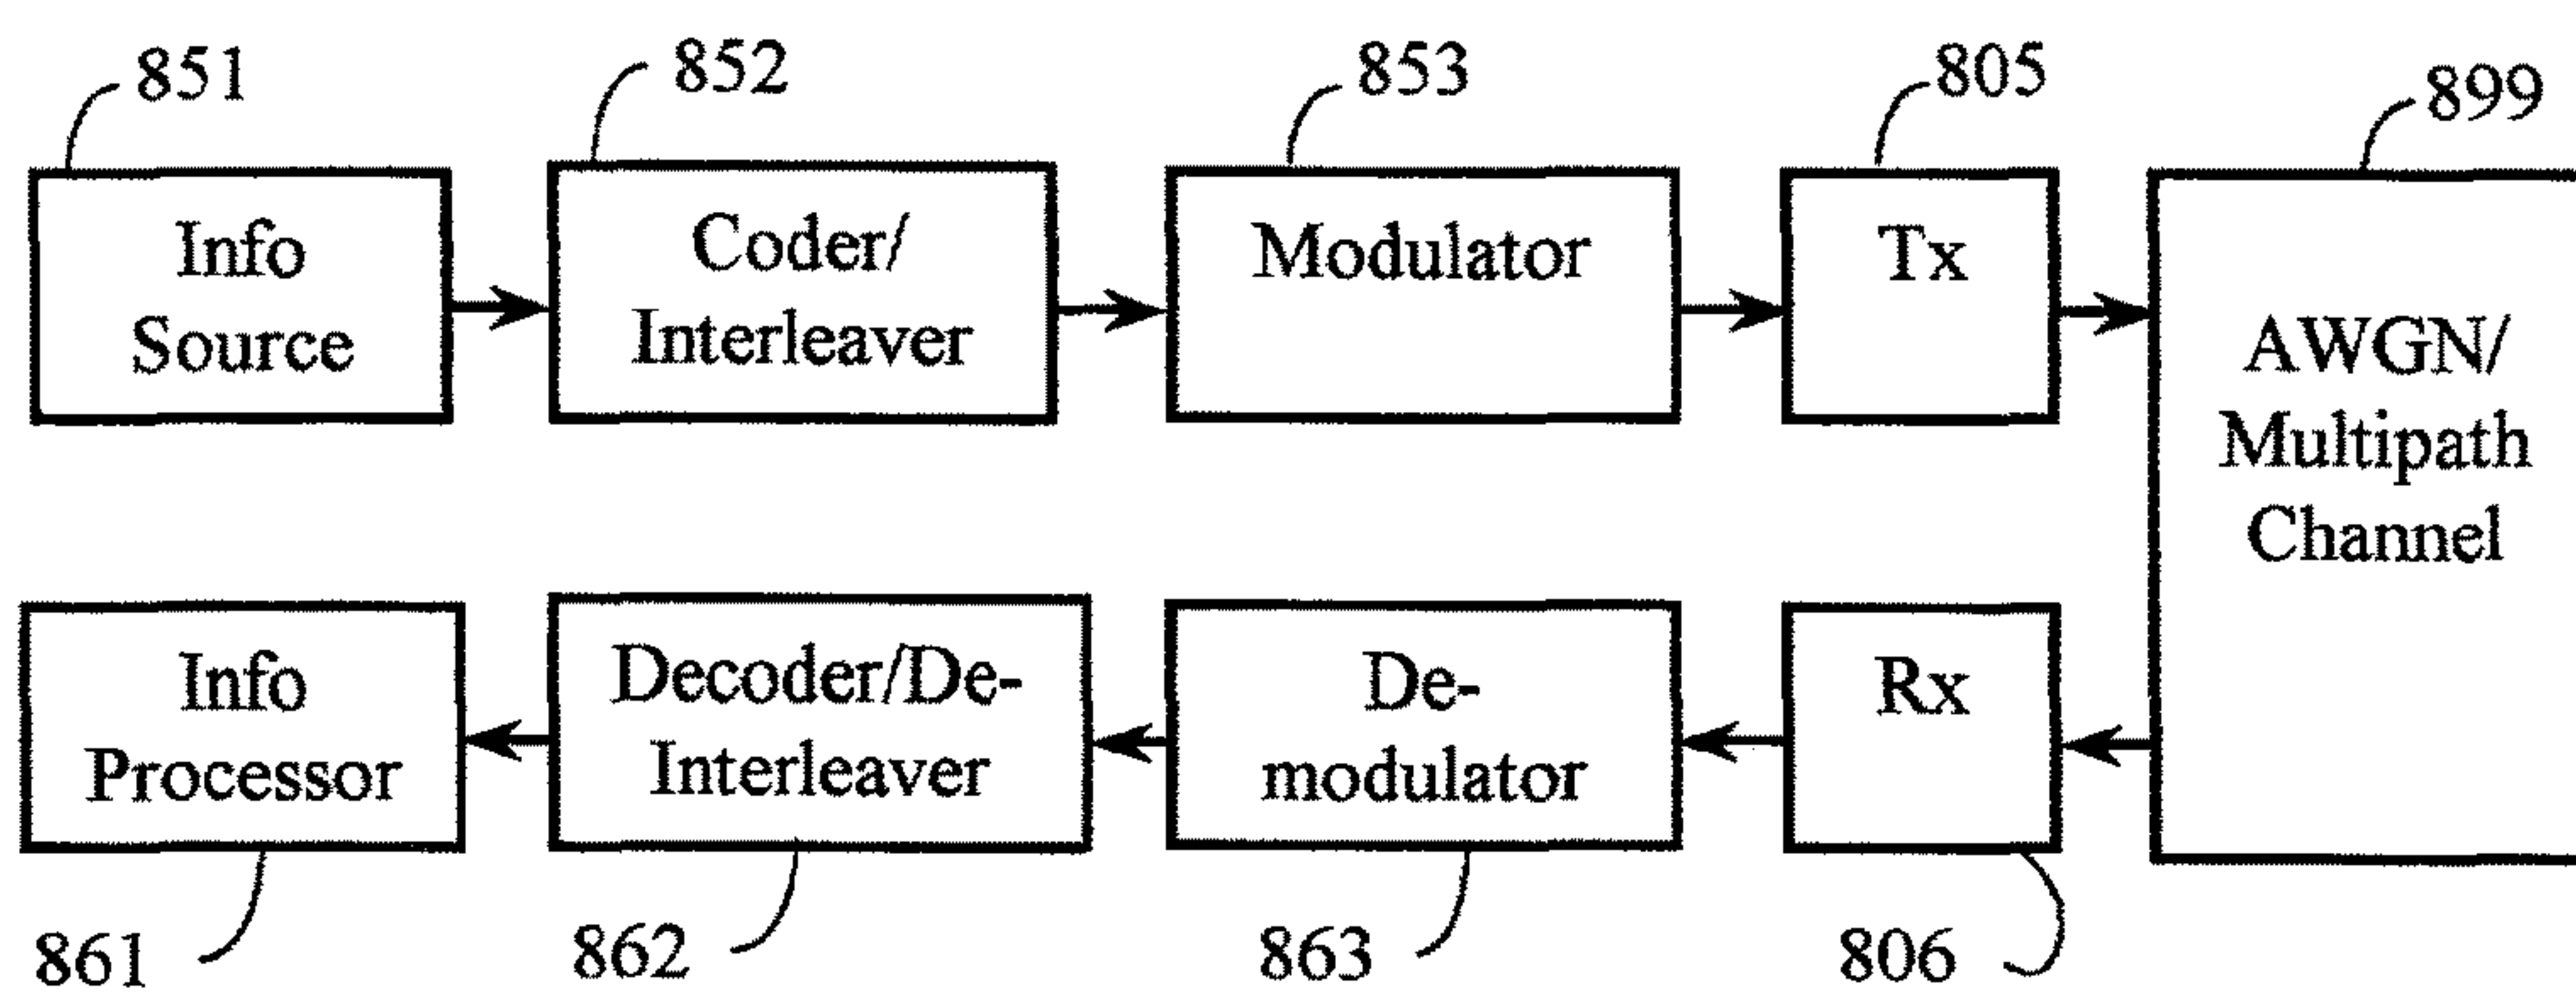 851
852
853
805
899
Info
Source
Coder/
Interleaver
Modulator
Tx
AWGN/
Multipath
Channel
Info
Processor
Decoder/De-
Interleaver
De-
modulator
Rx
861
862
863
806